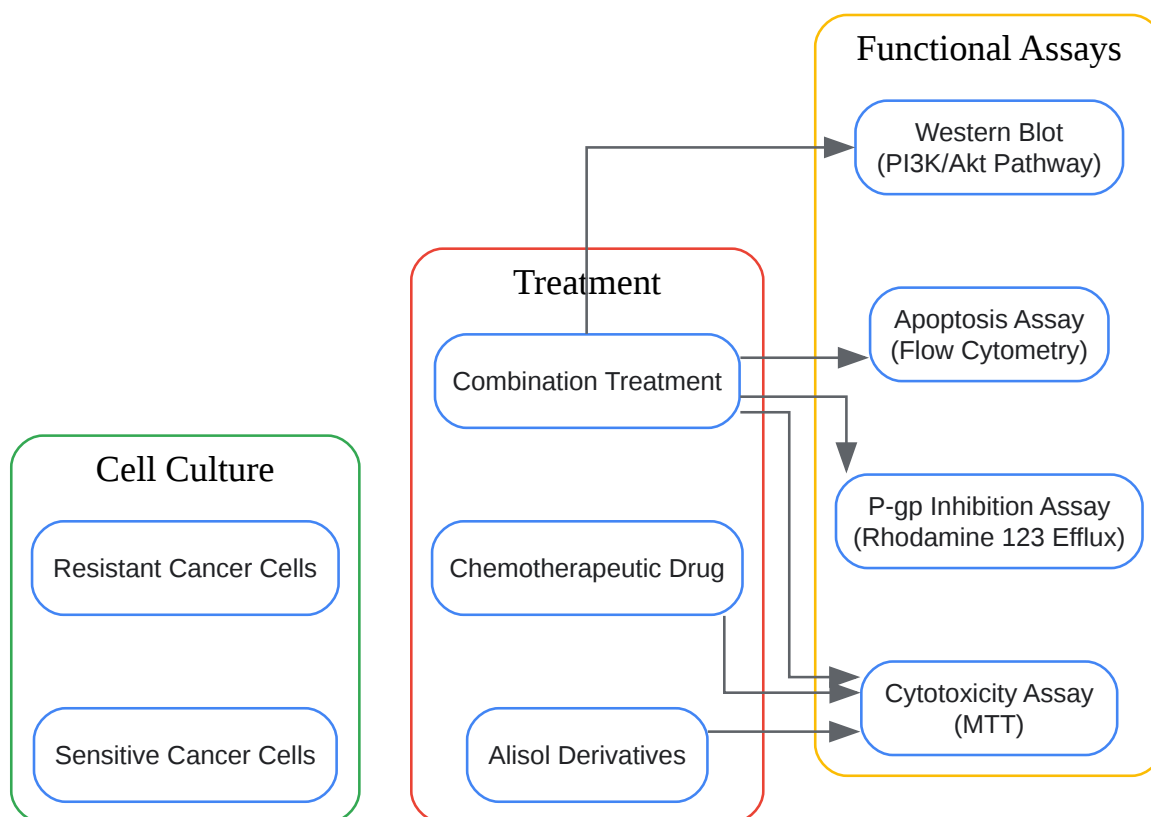 Cell Culture
Resistant Cancer Cells
Sensitive Cancer Cells
Treatment
Combination Treatment
Chemotherapeutic Drug
Alisol Derivatives
Functional Assays
Western Blot
(PI3K/Akt Pathway)
Apoptosis Assay
(Flow Cytometry)
P-gp Inhibition Assay
(Rhodamine 123 Efflux)
Cytotoxicity Assay
(MTT)